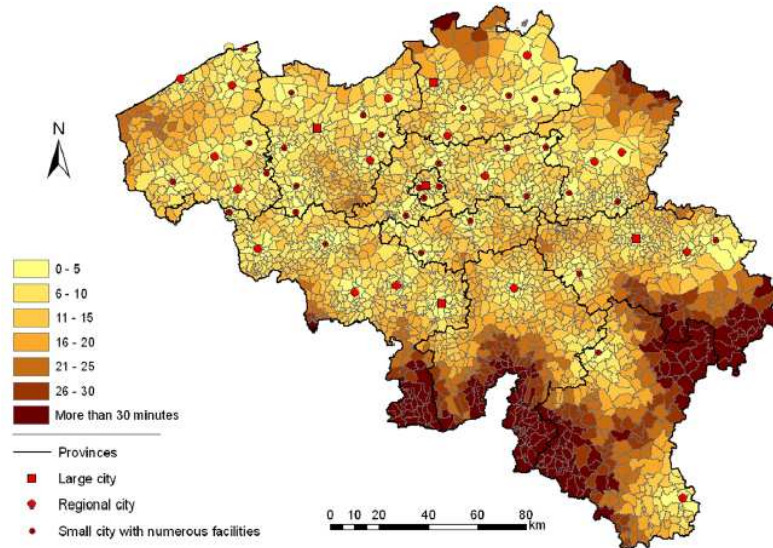 N
0 - 5
6 - 10
11 - 15
16 - 20
21 - 25
26 - 30
More than 30 minutes
Provinces
Large city
Regional city
Small city with numerous facilities
0 10 20 40 60 80
km